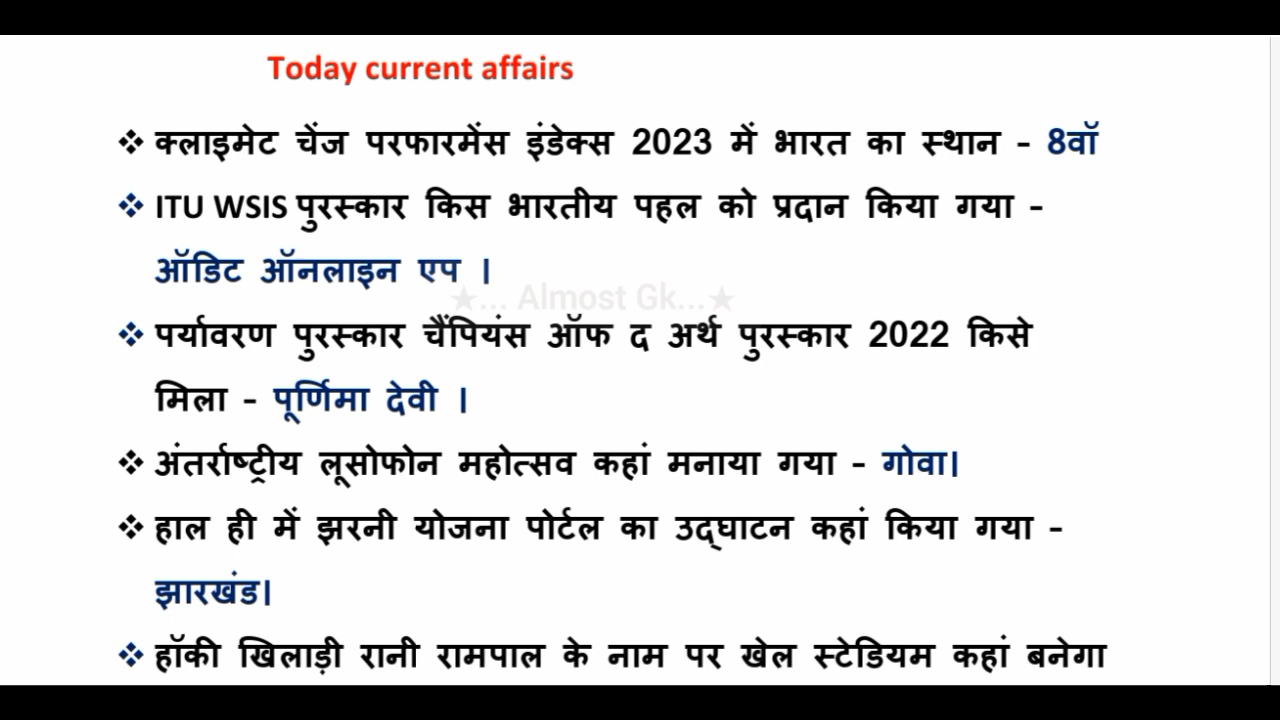 Today current affairs
❖ क्लाइमेट चेंज परफारमेंस इंडेक्स 2023 में भारत का स्थान - 8वॉ
❖ ITU WSIS पुरस्कार किस भारतीय पहल को प्रदान किया गया -
ऑडिट ऑनलाइन एप ।
★... Almost Gk...★
❖ पर्यावरण पुरस्कार चैंपियंस ऑफ द अर्थ पुरस्कार 2022 किसे
मिला - पूर्णिमा देवी ।
❖ अंतर्राष्ट्रीय लूसोफोन महोत्सव कहां मनाया गया - गोवा।
❖ हाल ही में झरनी योजना पोर्टल का उद्घाटन कहां किया गया -
झारखंड।
❖ हॉकी खिलाड़ी रानी रामपाल के नाम पर खेल स्टेडियम कहां बनेगा